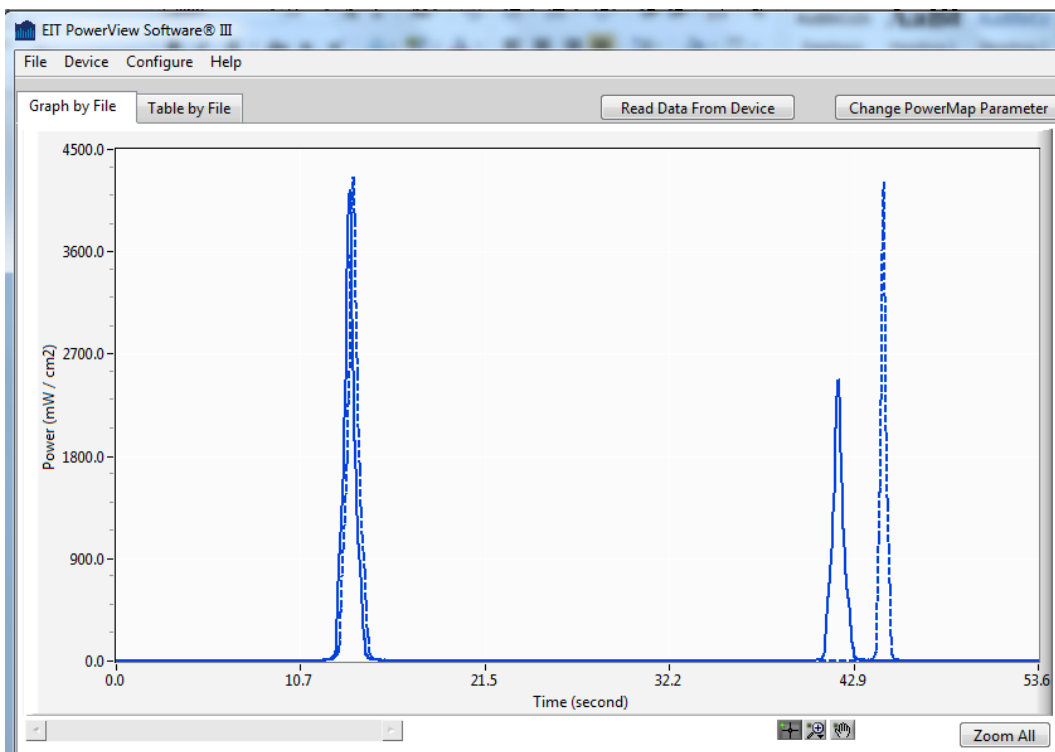 EIT PowerView Software® III
File Device Configure Help
Graph by File Table by File Read Data From Device Change PowerMap Parameter
4500.0
3600.0
2700.0
1800.0
900.0
0.0
Power (mW / cm2)
0.0 10.7 21.5 32.2 42.9 53.6
Time (second)
Zoom All